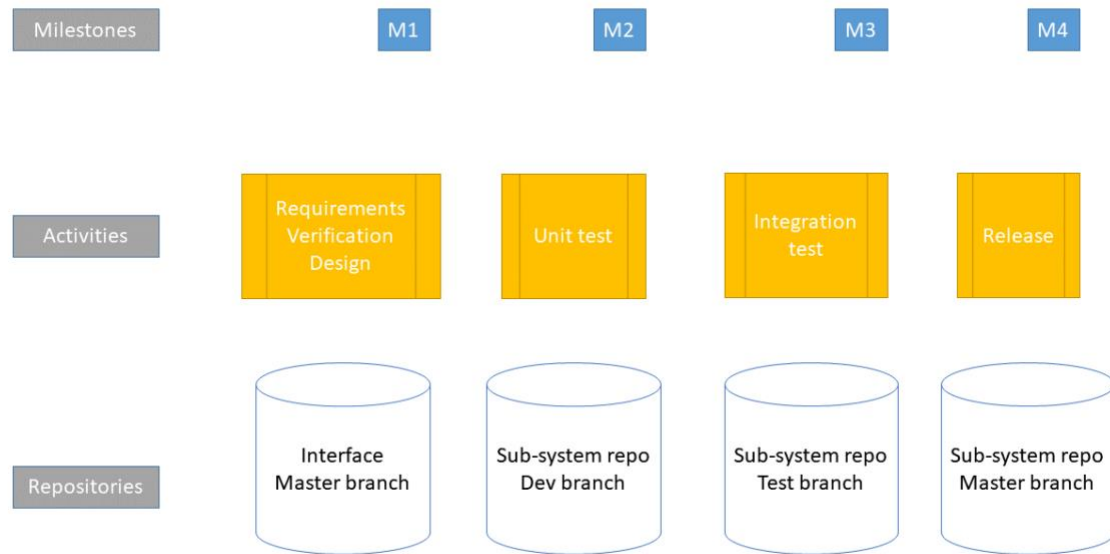 Milestones
M1
M2
M3
M4
Activities
Requirements
Verification
Design
Unit test
Integration
test
Release
Repositories
Interface
Master branch
Sub-system repo
Dev branch
Sub-system repo
Test branch
Sub-system repo
Master branch